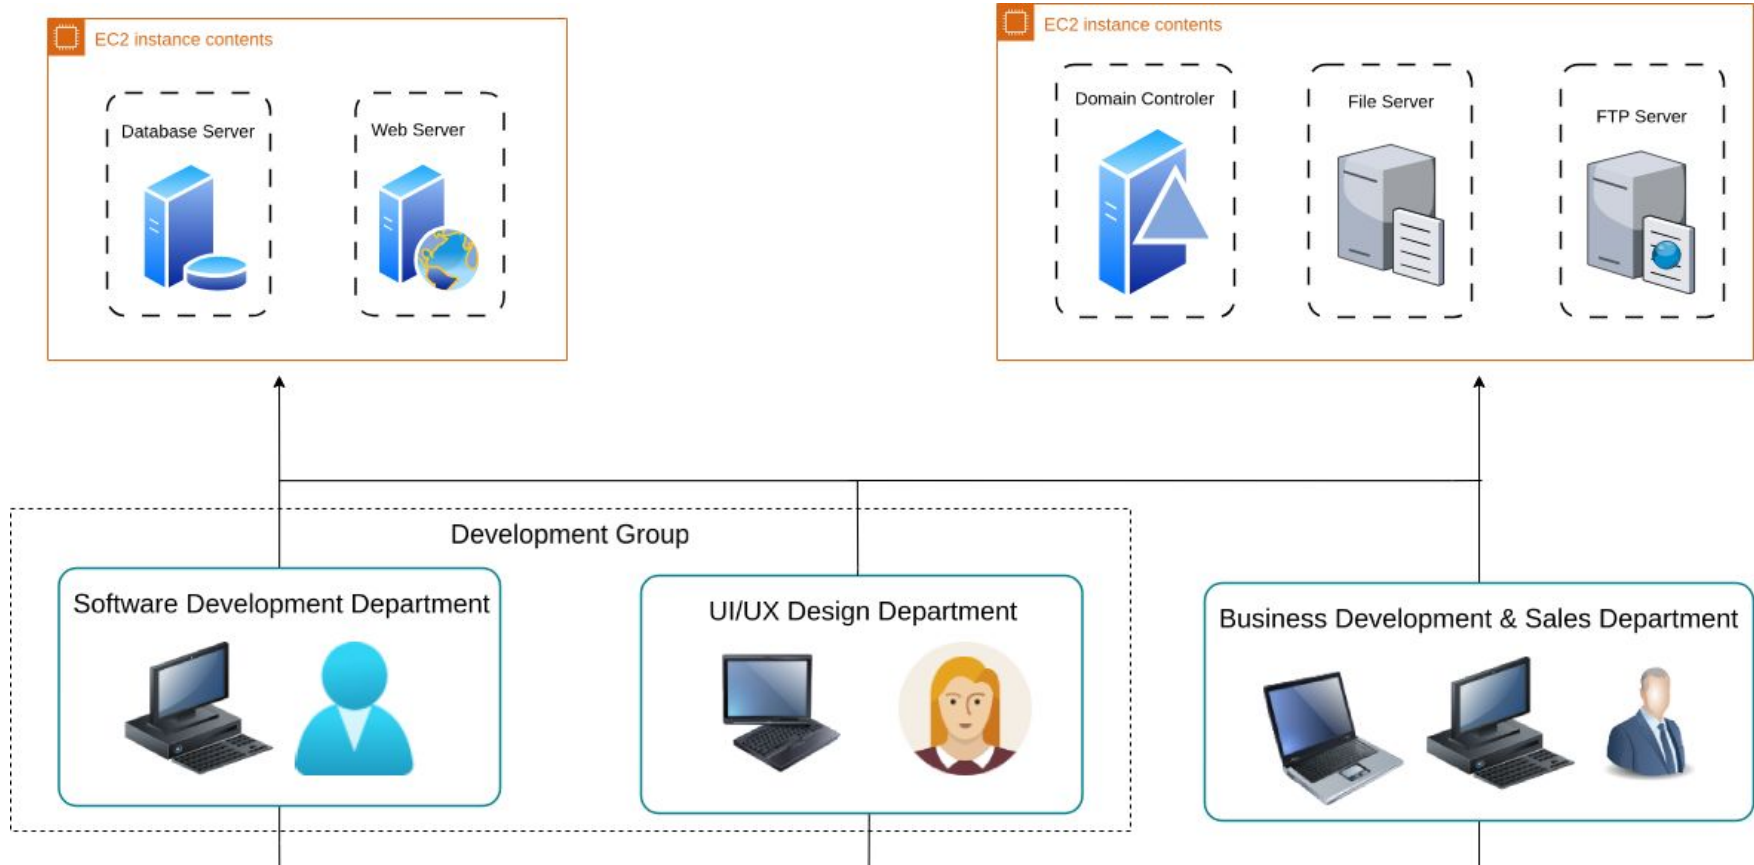 EC2 instance contents
Database Server
Web Server
EC2 instance contents
Domain Controler
File Server
FTP Server
Development Group
Software Development Department
UI/UX Design Department
Business Development & Sales Department